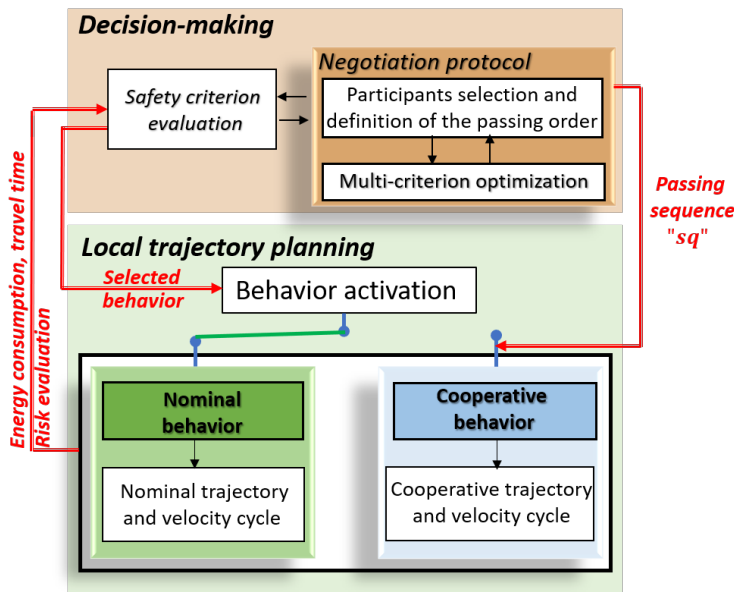 Decision-making
Safety criterion
evaluation
Negotiation protocol
Participants selection and
definition of the passing order
Multi-criterion optimization
Passing
sequence
"sq"
Energy consumption, travel time
Risk evaluation
Local trajectory planning
Selected
behavior
Behavior activation
Nominal
behavior
Nominal trajectory
and velocity cycle
Cooperative
behavior
Cooperative trajectory
and velocity cycle